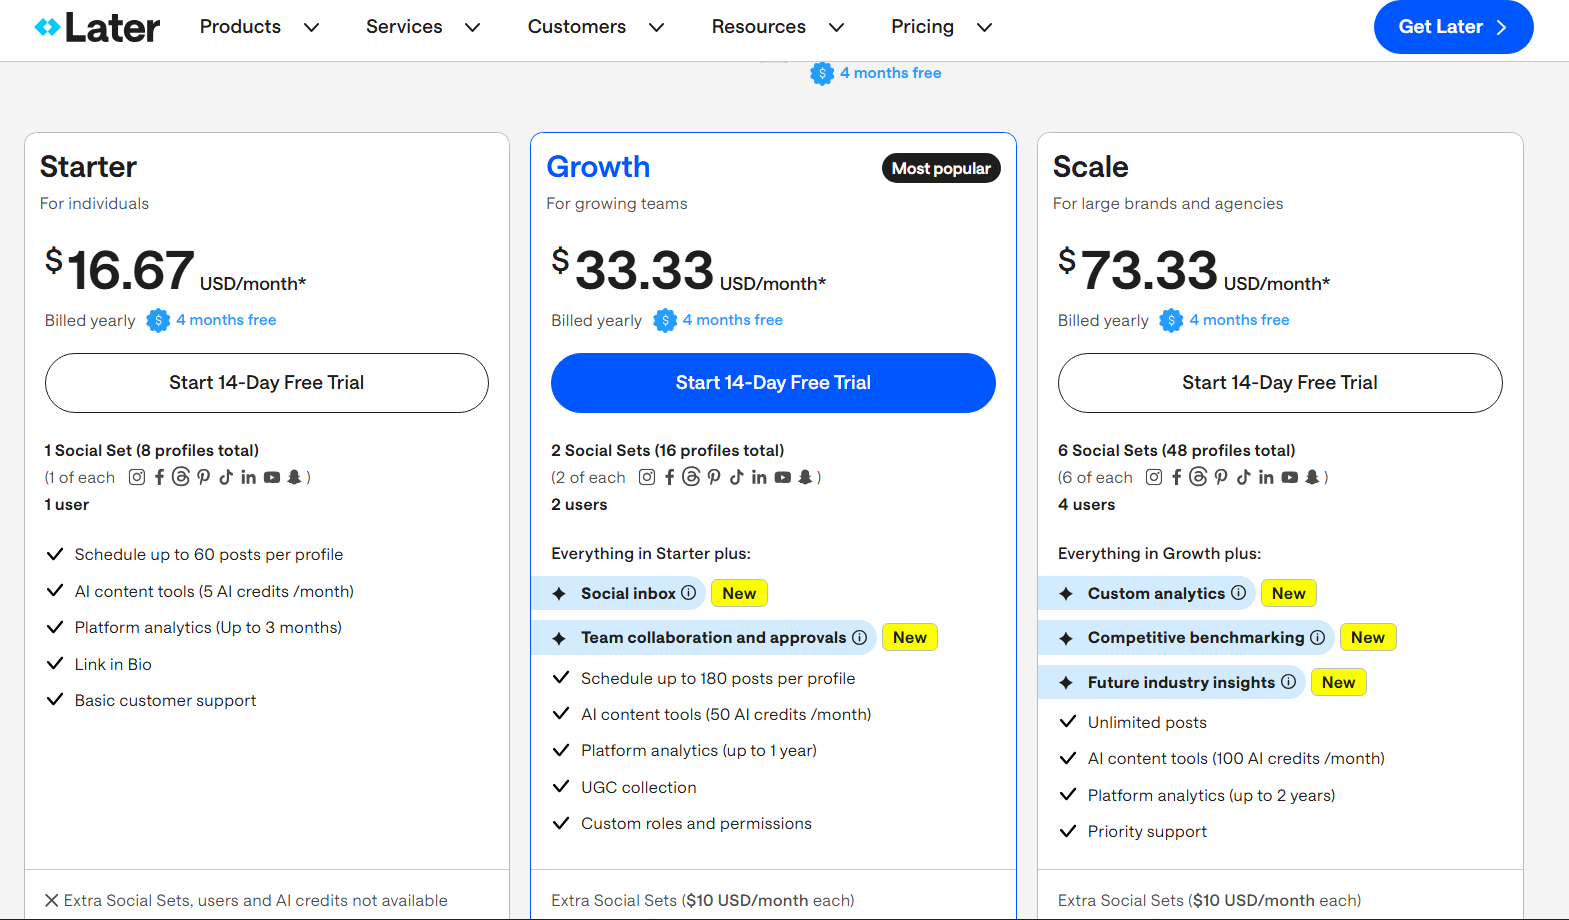 Later Products Services Customers Resources Pricing Get Later
4 months free
Starter
For individuals
$16.67 USD/month*
Billed yearly 4 months free
Start 14-Day Free Trial
1 Social Set (8 profiles total)
(1 of each )
1 user
Schedule up to 60 posts per profile
AI content tools (5 AI credits /month)
Platform analytics (Up to 3 months)
Link in Bio
Basic customer support
Extra Social Sets, users and AI credits not available
Growth Most popular
For growing teams
$33.33 USD/month*
Billed yearly 4 months free
Start 14-Day Free Trial
2 Social Sets (16 profiles total)
(2 of each )
2 users
Everything in Starter plus:
Social inbox New
Team collaboration and approvals New
Schedule up to 180 posts per profile
AI content tools (50 AI credits /month)
Platform analytics (up to 1 year)
UGC collection
Custom roles and permissions
Extra Social Sets ($10 USD/month each)
Scale
For large brands and agencies
$73.33 USD/month*
Billed yearly 4 months free
Start 14-Day Free Trial
6 Social Sets (48 profiles total)
(6 of each )
4 users
Everything in Growth plus:
Custom analytics New
Competitive benchmarking New
Future industry insights New
Unlimited posts
AI content tools (100 AI credits /month)
Platform analytics (up to 2 years)
Priority support
Extra Social Sets ($10 USD/month each)